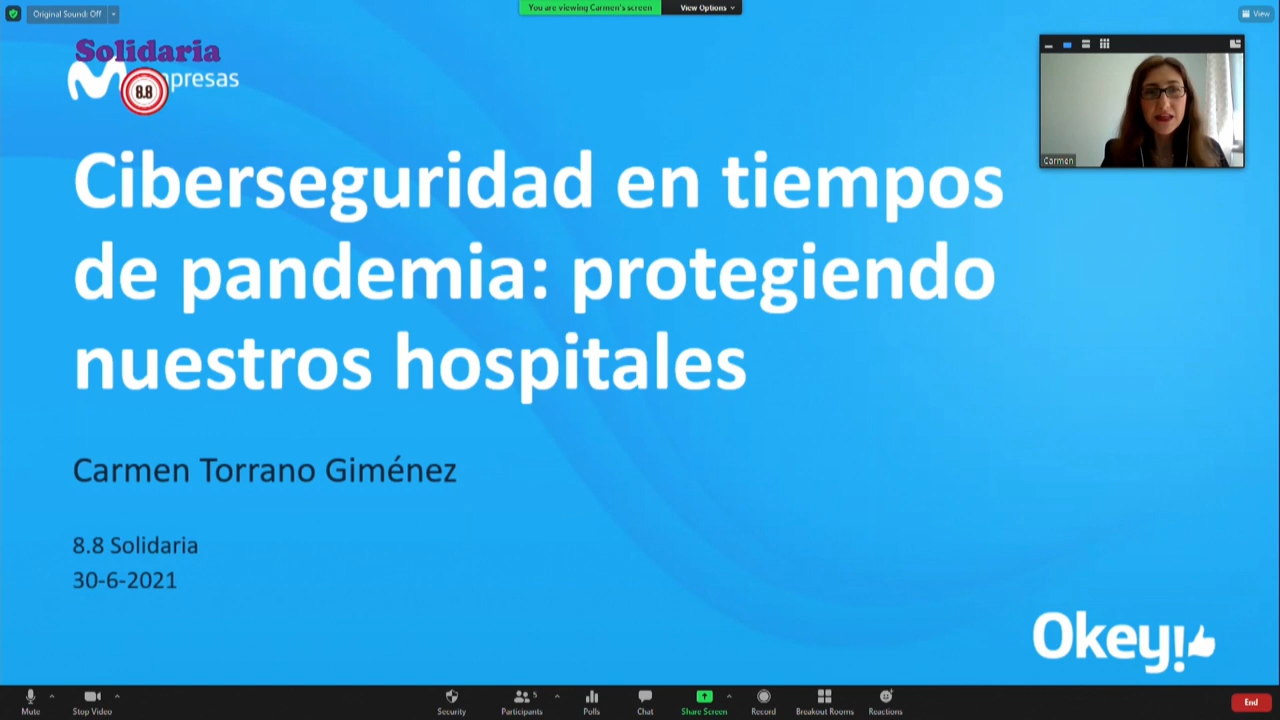 Original Sound: Off
You are viewing Carmen's screen
View Options
View
Solidaria
8.8
presas
Carmen
Ciberseguridad en tiempos
de pandemia: protegiendo
nuestros hospitales
Carmen Torrano Giménez
8.8 Solidaria
30-6-2021
Okey!
Mute
Stop Video
Security
5
Participants
Polls
Chat
Share Screen
Record
Breakout Rooms
Reactions
End